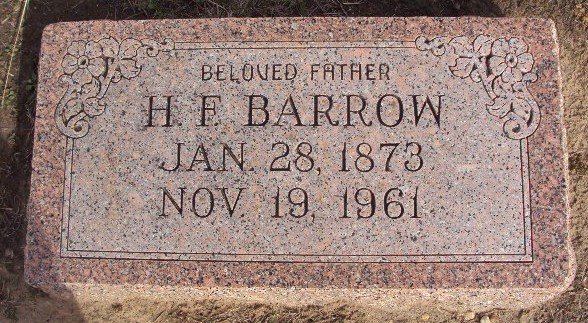 BELOVED FATHER
H. F. BARROW
JAN. 28, 1873
NOV. 19, 1961